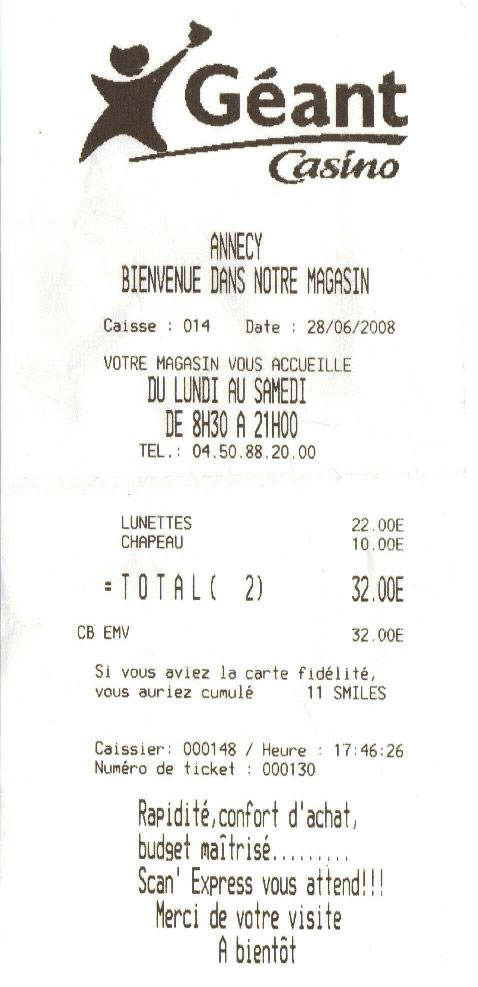 Géant
Casino
ANNECY
BIENVENUE DANS NOTRE MAGASIN
Caisse : 014 Date : 28/06/2008
VOTRE MAGASIN VOUS ACCUEILLE
DU LUNDI AU SAMEDI
DE 8H30 A 21H00
TEL.: 04.50.88.20.00
LUNETTES 22.00E
CHAPEAU 10.00E
=TOTAL( 2) 32.00E
CB EMV 32.00E
Si vous aviez la carte fidélité,
vous auriez cumulé 11 SMILES
Caissier: 000148 / Heure : 17:46:26
Numéro de ticket : 000130
Rapidité,confort d'achat,
budget maîtrisé.........
Scan' Express vous attend!!!
Merci de votre visite
A bientôt